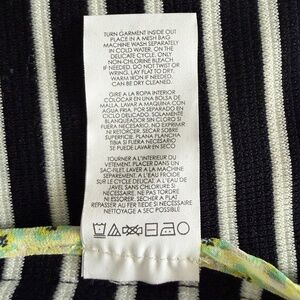 TURN GARMENT INSIDE OUT
PLACE IN A MESH BAG
MACHINE WASH SEPARATELY
IN COLD WATER, ON THE
DELICATE CYCLE. ONLY
NON-CHLORINE BLEACH
IF NEEDED. DO NOT TWIST OR
WRING. LAY FLAT TO DRY.
WARM IRON IF NEEDED.
CAN BE DRY CLEANED.
GIRE A LA ROPA INTERIOR
COLOCAR EN UNA BOLSA DE
MALLA. LAVAR A MAQUINA CON
AGUA FRIA, POR SEPARADO EN
CICLO DELICADO. SOLAMENTE
BLANQUEADOR SIN CLORO SI
FUERA NECESARIO. NO EXPRIMIR
NI RETORCER. SECAR SOBRE
SUPERFICIE. PLANA PLANCHA
TIBIA SI FUERA NECESARIO
SE PUEDE LAVAR EN SECO
TOURNER A L'INTERIEUR DU
VETEMENT. PLACER DANS UN
SAC-FILET. LAVER A LA MACHINE
SEPAREMENT. A L'EAU FROIDE
SUR LE CYCLE DELICAT. A L'EAU DE
JAVEL SANS CHLORURE SI
NECESSAIRE. NE PAS TORDRE
NI ESSORER. SECHER A PLAT
REPASSER AU FER TIEDE SI NECESSAIRE
NETTOYAGE A SEC POSSIBLE